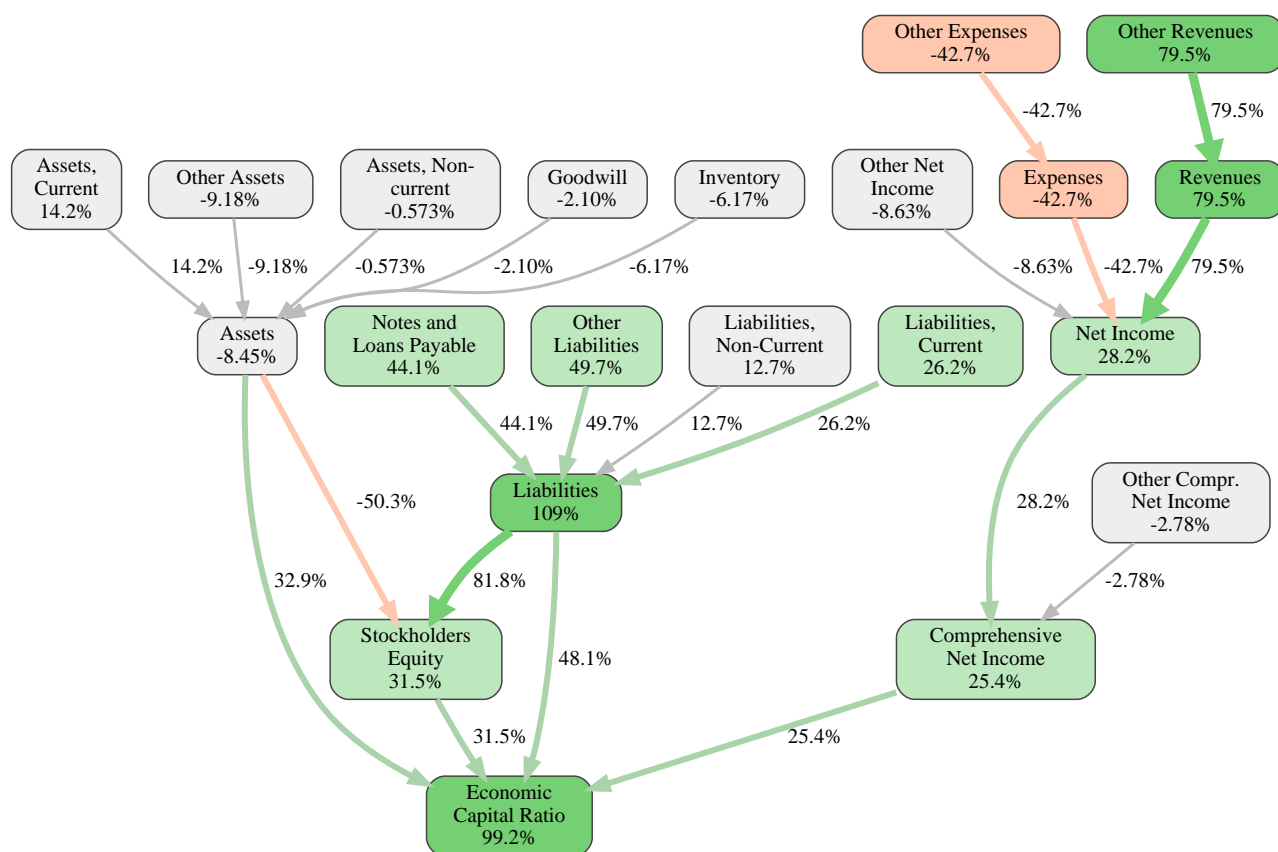 Other Expenses
-42.7%
Other Revenues
79.5%
-42.7%
79.5%
Assets,
Current
14.2%
Other Assets
-9.18%
Assets, Non-
current
-0.573%
Goodwill
-2.10%
Inventory
-6.17%
Other Net
Income
-8.63%
Expenses
-42.7%
Revenues
79.5%
14.2%
-9.18%
-0.573%
-2.10%
-6.17%
-8.63%
-42.7%
79.5%
Assets
-8.45%
Notes and
Loans Payable
44.1%
Other
Liabilities
49.7%
Liabilities,
Non-Current
12.7%
Liabilities,
Current
26.2%
Net Income
28.2%
44.1%
49.7%
12.7%
26.2%
-50.3%
Liabilities
109%
28.2%
Other Compr.
Net Income
-2.78%
32.9%
81.8%
-2.78%
Stockholders
Equity
31.5%
48.1%
Comprehensive
Net Income
25.4%
31.5%
25.4%
Economic
Capital Ratio
99.2%